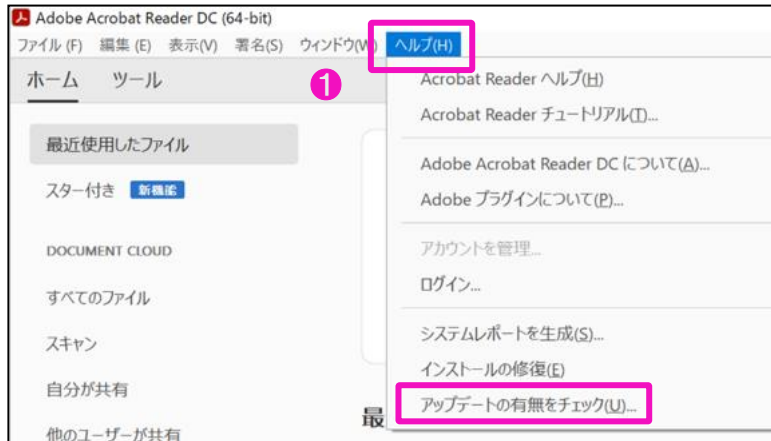 Adobe Acrobat Reader DC (64-bit)
ファイル(F) 編集(E) 表示(V) 署名(S) ウィンドウ(W) ヘルプ(H)
ホーム ツール
❶
最近使用したファイル
スター付き 新機能
DOCUMENT CLOUD
すべてのファイル
スキャン
自分が共有
他のユーザーが共有
最
Acrobat Reader ヘルプ(H)
Acrobat Reader チュートリアル(T)...
Adobe Acrobat Reader DC について(A)...
Adobe プラグインについて(P)...
アカウントを管理...
ログイン...
システムレポートを生成(S)...
インストールの修復(E)
アップデートの有無をチェック(U)...